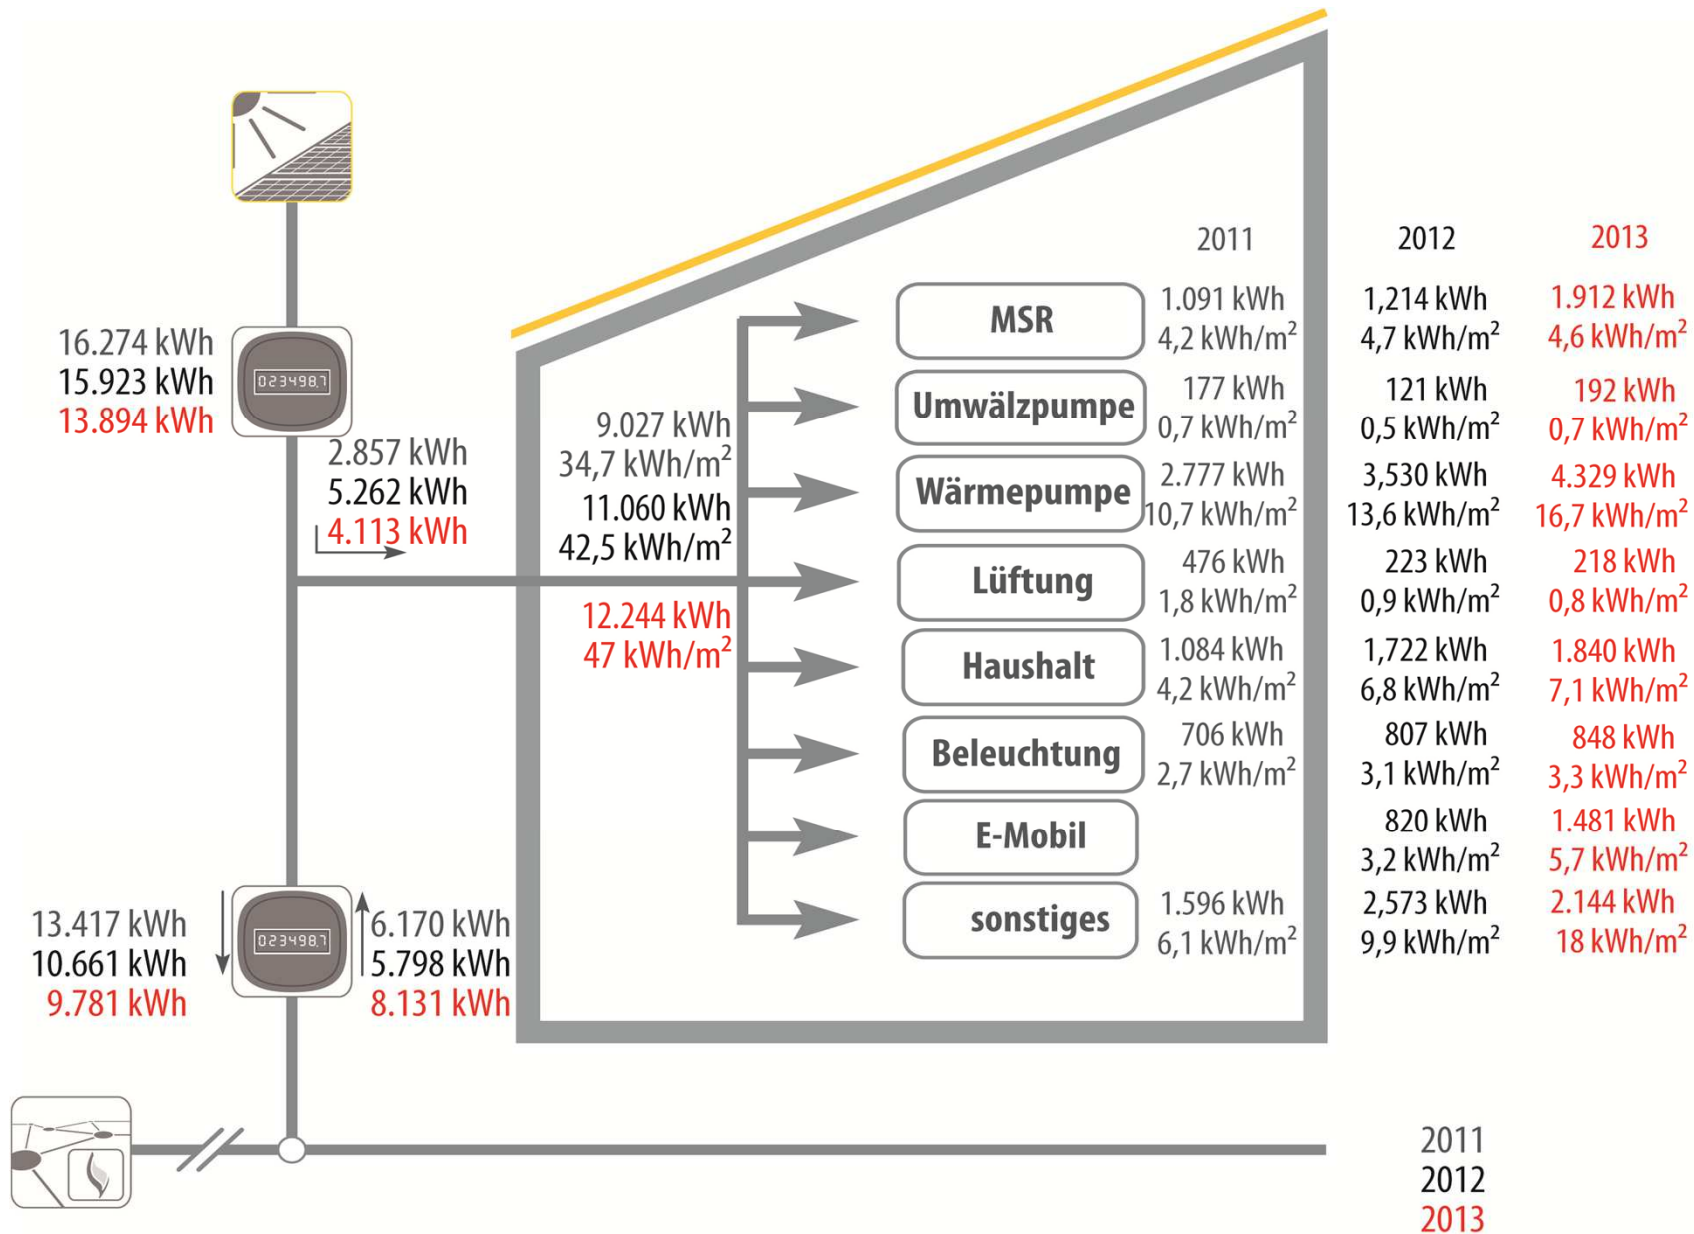 2011 2012 2013
16.274 kWh
15.923 kWh
13.894 kWh
023498,7
2.857 kWh
5.262 kWh
4.113 kWh
9.027 kWh
34,7 kWh/m²
11.060 kWh
42,5 kWh/m²
12.244 kWh
47 kWh/m²
MSR
1.091 kWh 1,214 kWh 1.912 kWh
4,2 kWh/m² 4,7 kWh/m² 4,6 kWh/m²
Umwälzpumpe
177 kWh 121 kWh 192 kWh
0,7 kWh/m² 0,5 kWh/m² 0,7 kWh/m²
Wärmepumpe
2.777 kWh 3,530 kWh 4.329 kWh
10,7 kWh/m² 13,6 kWh/m² 16,7 kWh/m²
Lüftung
476 kWh 223 kWh 218 kWh
1,8 kWh/m² 0,9 kWh/m² 0,8 kWh/m²
Haushalt
1.084 kWh 1,722 kWh 1.840 kWh
4,2 kWh/m² 6,8 kWh/m² 7,1 kWh/m²
Beleuchtung
706 kWh 807 kWh 848 kWh
2,7 kWh/m² 3,1 kWh/m² 3,3 kWh/m²
E-Mobil
820 kWh 1.481 kWh
3,2 kWh/m² 5,7 kWh/m²
sonstiges
1.596 kWh 2,573 kWh 2.144 kWh
6,1 kWh/m² 9,9 kWh/m² 18 kWh/m²
13.417 kWh
10.661 kWh
9.781 kWh
023498,7
6.170 kWh
5.798 kWh
8.131 kWh
2011
2012
2013